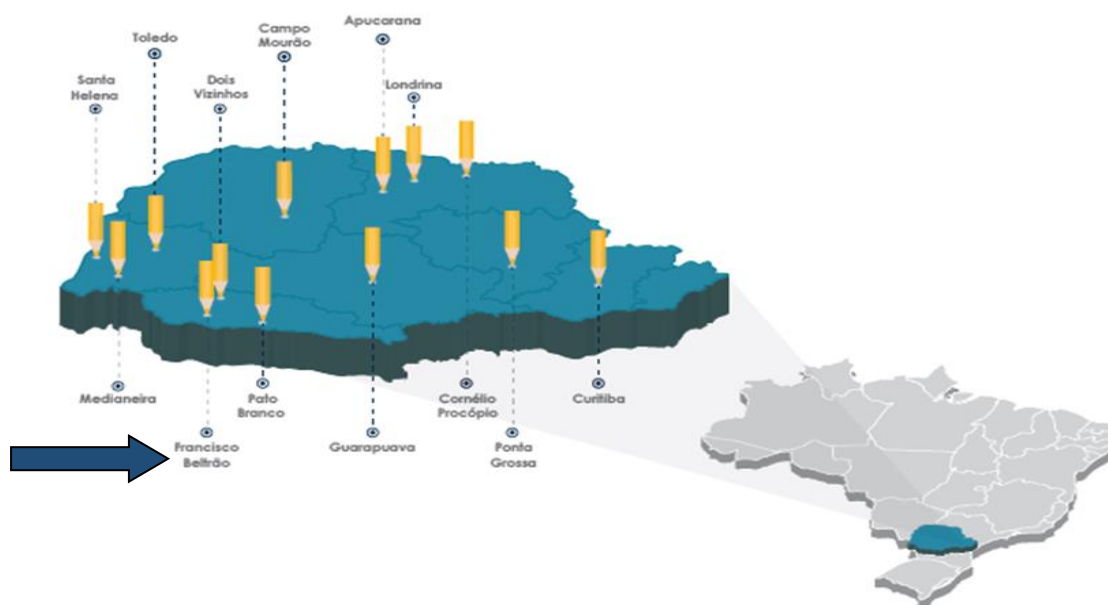 Apucarana
Campo
Mourão
Toledo
Santa
Helena
Dois
Vizinhos
Londrina
Medianeira
Pato
Branco
Cornélio
Procópio
Curitiba
Francisco
Beltrão
Guarapuava
Ponta
Grossa